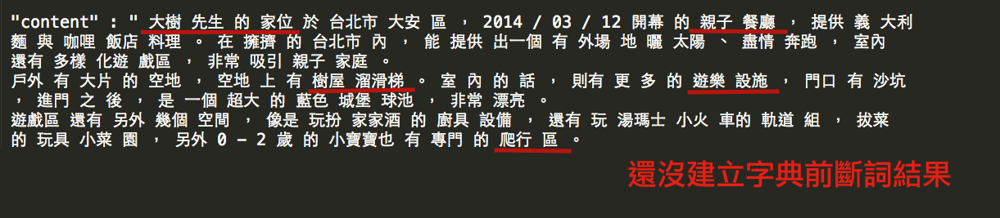 "content" : " 大樹 先生 的 家位 於 台北市 大安 區 ， 2014 / 03 / 12 開幕 的 親子 餐廳 ， 提供 義 大利
麵 與 咖哩 飯店 料理 。 在 擁擠 的 台北市 內 ， 能 提供 出一個 有 外場 地 曬 太陽 、 盡情 奔跑 ， 室內
還有 多樣 化遊 戲區 ， 非常 吸引 親子 家庭 。
戶外 有 大片 的 空地 ， 空地 上 有 樹屋 溜滑梯 。 室 內 的 話 ， 則有 更 多 的 遊樂 設施 ， 門口 有 沙坑
， 進門 之 後 ， 是 一個 超大 的 藍色 城堡 球池 ， 非常 漂亮 。
遊戲區 還有 另外 幾個 空間 ， 像是 玩扮 家家酒 的 廚具 設備 ， 還有 玩 湯瑪士 小火 車的 軌道 組 ， 拔菜
的 玩具 小菜 園 ， 另外 0 - 2 歲 的 小寶寶也 有 專門 的 爬行 區 。
還沒建立字典前斷詞結果